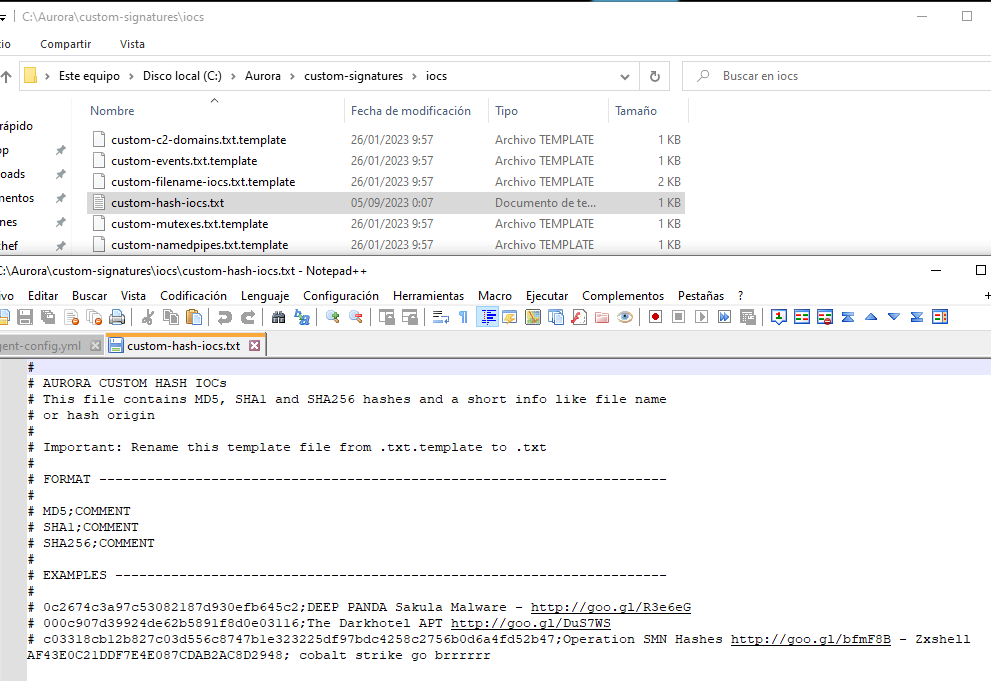 C:\Aurora\custom-signatures\iocs
io Compartir Vista
Este equipo Disco local (C:) Aurora custom-signatures iocs
Buscar en iocs
Nombre Fecha de modificación Tipo Tamaño
rápido
op
oads
mentos
nes
hef
custom-c2-domains.txt.template 26/01/2023 9:57 Archivo TEMPLATE 1 KB
custom-events.txt.template 26/01/2023 9:57 Archivo TEMPLATE 1 KB
custom-filename-iocs.txt.template 26/01/2023 9:57 Archivo TEMPLATE 2 KB
custom-hash-iocs.txt 05/09/2023 0:07 Documento de te... 1 KB
custom-mutexes.txt.template 26/01/2023 9:57 Archivo TEMPLATE 1 KB
custom-namedpipes.txt.template 26/01/2023 9:57 Archivo TEMPLATE 1 KB
C:\Aurora\custom-signatures\iocs\custom-hash-iocs.txt - Notepad++
ivo Editar Buscar Vista Codificación Lenguaje Configuración Herramientas Macro Ejecutar Complementos Pestañas ? +
gent-config.yml custom-hash-iocs.txt
#
# AURORA CUSTOM HASH IOCs
# This file contains MD5, SHA1 and SHA256 hashes and a short info like file name
# or hash origin
#
# Important: Rename this template file from .txt.template to .txt
#
# FORMAT -----------------------------------------------------------------------
#
# MD5;COMMENT
# SHA1;COMMENT
# SHA256;COMMENT
#
# EXAMPLES ---------------------------------------------------------------------
#
# 0c2674c3a97c53082187d930efb645c2;DEEP PANDA Sakula Malware - http://goo.gl/R3e6eG
# 000c907d39924de62b5891f8d0e03116;The Darkhotel APT http://goo.gl/DuS7WS
# c03318cb12b827c03d556c8747b1e323225df97bdc4258c2756b0d6a4fd52b47;Operation SMN Hashes http://goo.gl/bfmF8B - Zxshell
AF43E0C21DDF7E4E087CDAB2AC8D2948; cobalt strike go brrrrrr